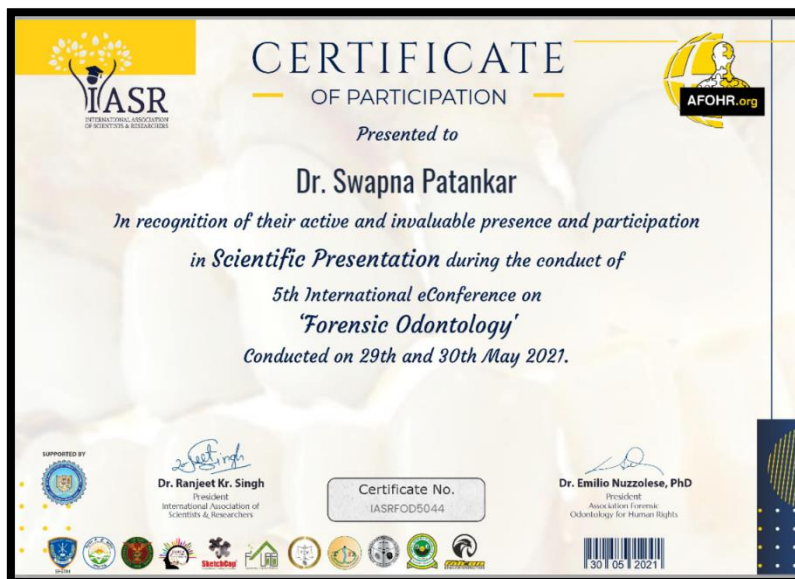 IASR
INTERNATIONAL ASSOCIATION
OF SCIENTISTS & RESEARCHERS
CERTIFICATE
OF PARTICIPATION
AFOHR.org
Presented to
Dr. Swapna Patankar
In recognition of their active and invaluable presence and participation
in Scientific Presentation during the conduct of
5th International eConference on
‘Forensic Odontology'
Conducted on 29th and 30th May 2021.
SUPPORTED BY
Dr. Ranjeet Kr. Singh
President
International Association of
Scientists & Researchers
Certificate No.
IASRFOD5044
Dr. Emilio Nuzzolese, PhD
President
Association Forensic
Odontology for Human Rights
SketchCop
30 05 2021